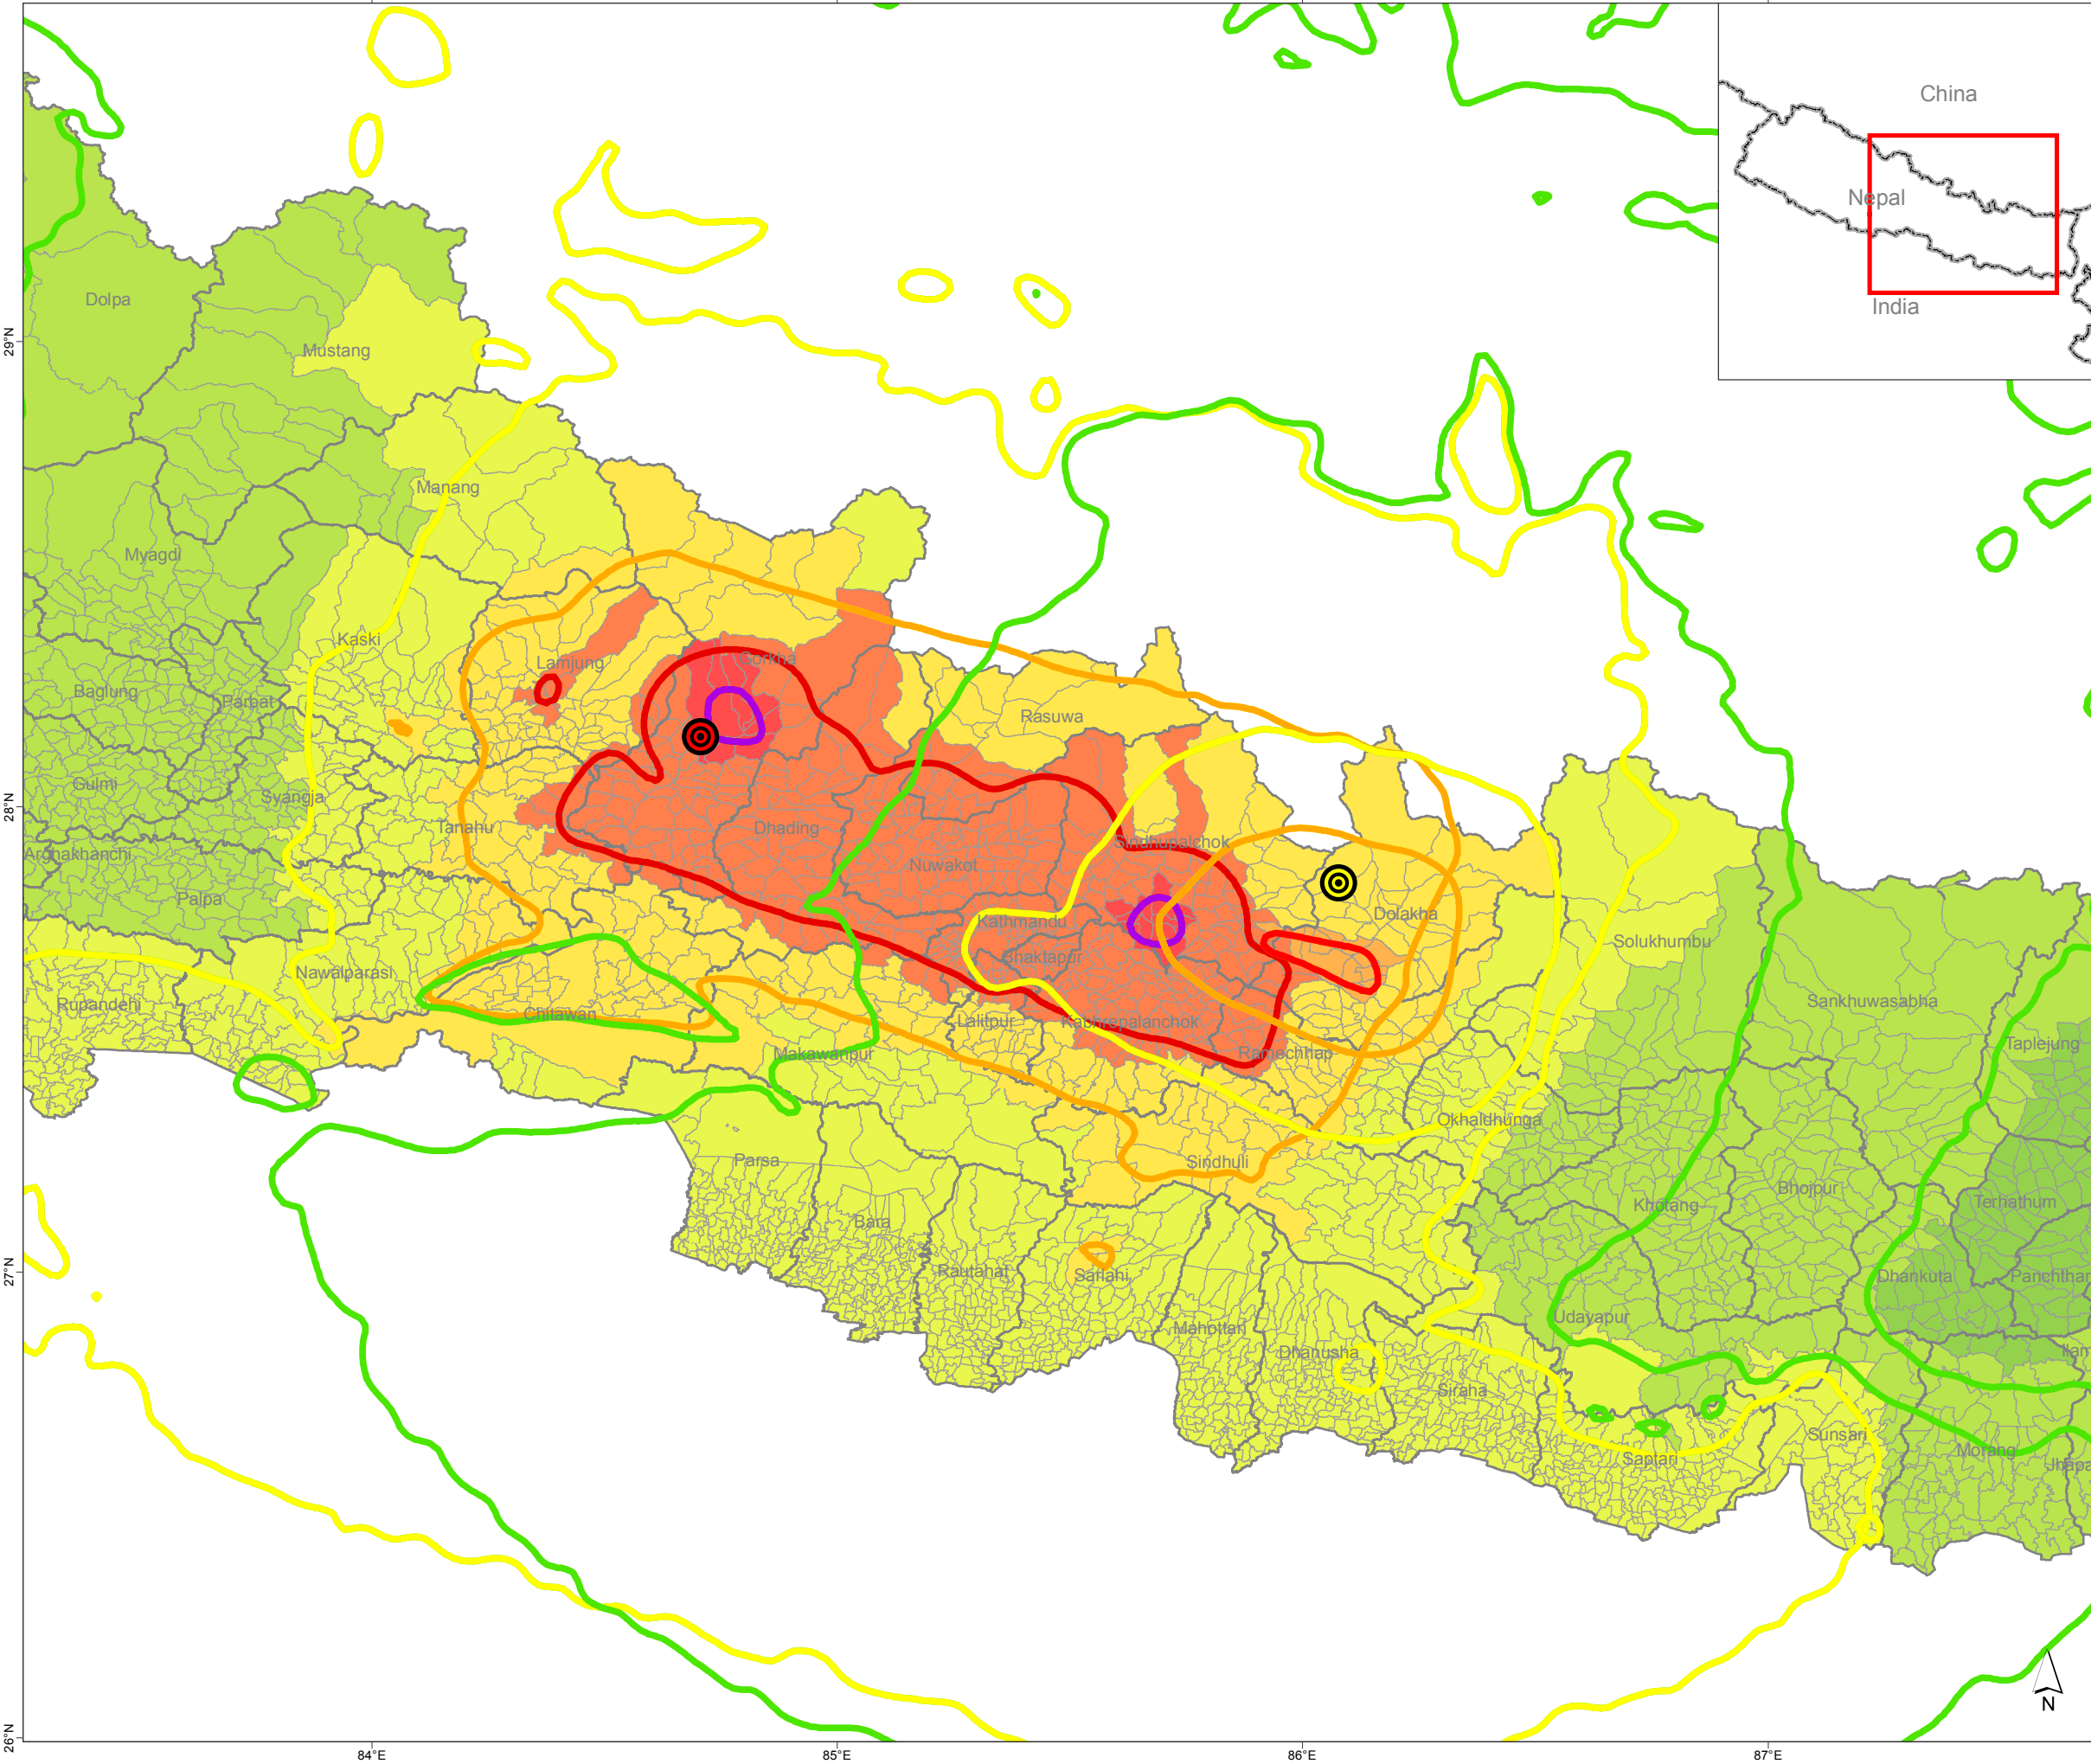 China
Nepal
India
29°N
28°N
27°N
26°N
84°E
85°E
86°E
87°E
N
Dolpa
Mustang
Manang
Myagdi
Kaski
Lamjung
Gorkha
Baglung
Parbat
Rasuwa
Gulmi
Syangja
Tanahu
Dhading
Sindhupalchok
Arghakhanchi
Nuwakot
Palpa
Kathmandu
Dolakha
Solukhumbu
Bhaktapur
Nawalparasi
Rupandehi
Chitawan
Lalitpur
Kabhrepalanchok
Sankhuwasabha
Taplejung
Makawanpur
Ramechhap
Okhaldhunga
Parsa
Sindhuli
Bhojpur
Khotang
Terhathum
Bara
Rautahat
Sarlahi
Dhankuta
Panchthar
Mahottari
Udayapur
Dhanusha
Ilam
Siraha
Sunsari
Saptari
Morang
Jhapa